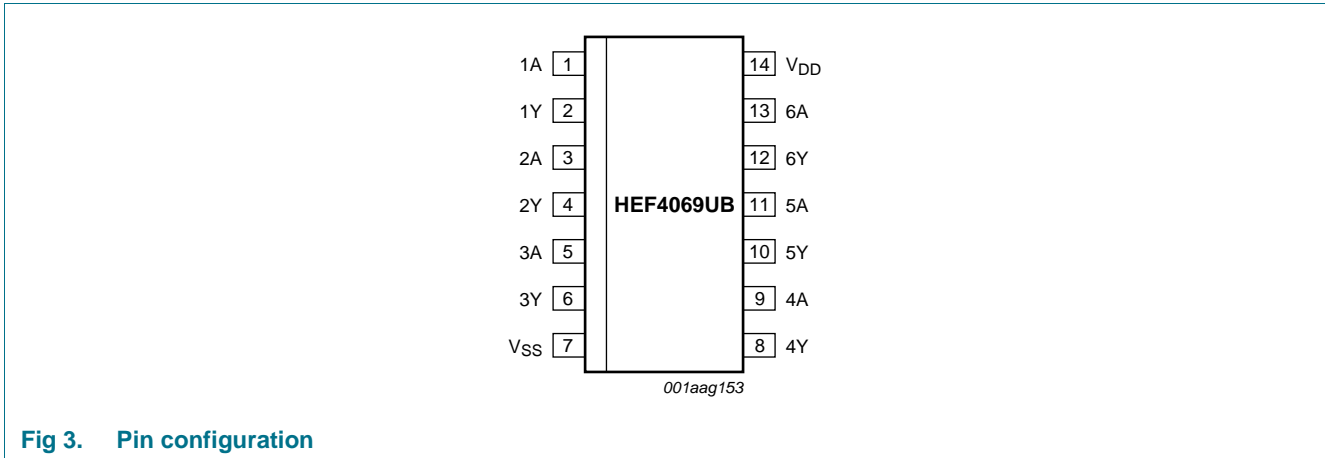 1A 1 14 VDD
1Y 2 13 6A
2A 3 12 6Y
2Y 4 HEF4069UB 11 5A
3A 5 10 5Y
3Y 6 9 4A
VSS 7 8 4Y
001aag153
Fig 3. Pin configuration